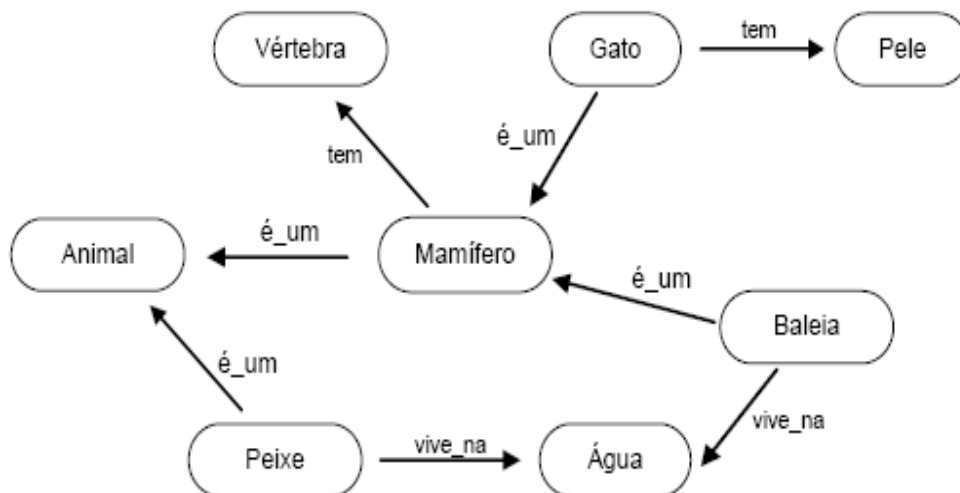 Vértebra
Gato
tem
Pele
é_um
tem
Animal
é_um
Mamífero
é_um
Baleia
é_um
vive_na
Peixe
vive_na
Água